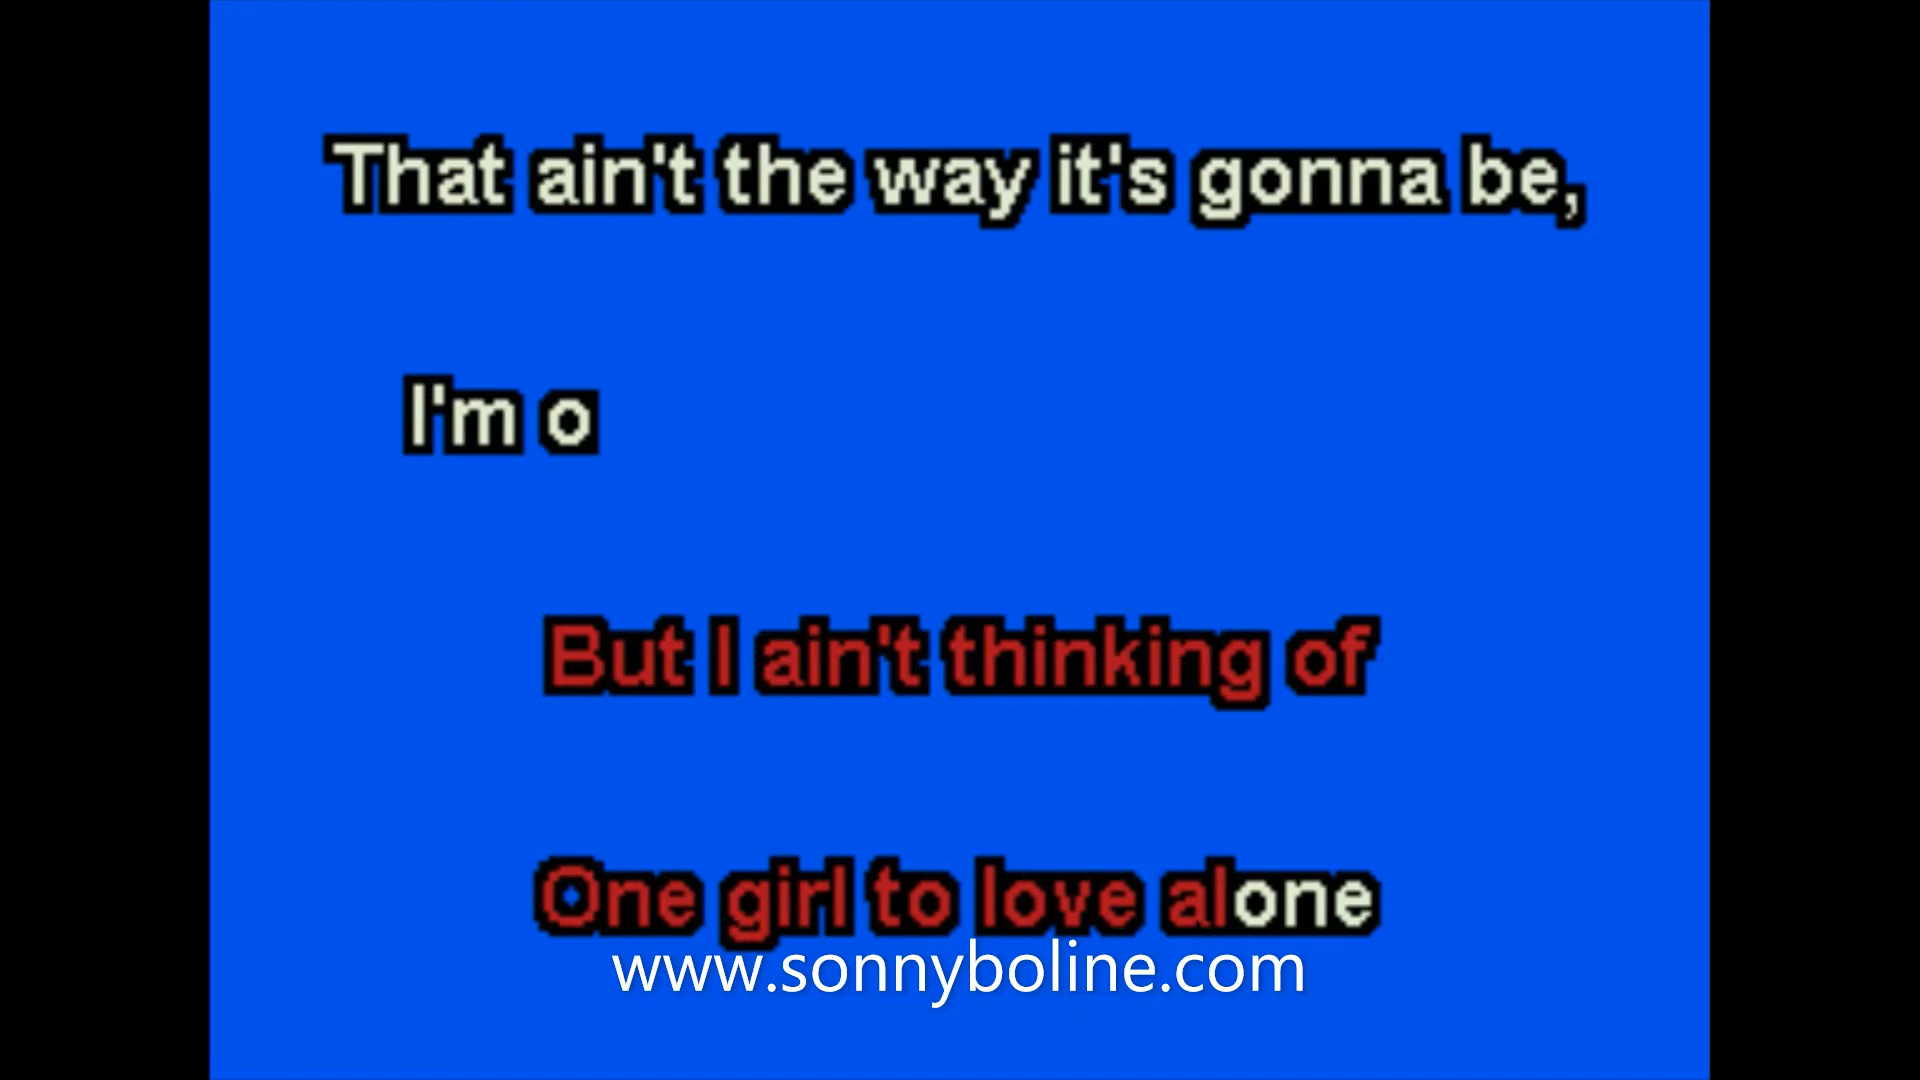 That ain't the way it's gonna be,
I'm o
But I ain't thinking of
One girl to love alone
www.sonnyboline.com